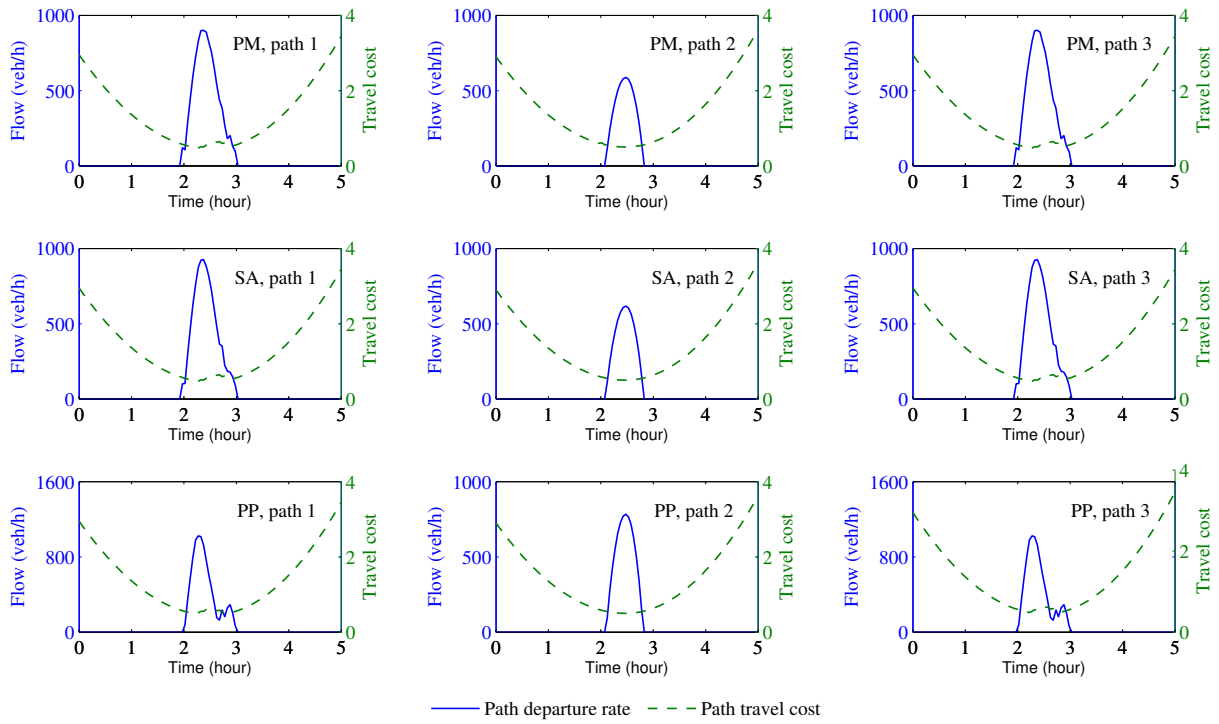 PM, path 1
Flow (veh/h)
1000
500
0
4
2
0
Travel cost
0 1 2 3 4 5
Time (hour)
PM, path 2
Flow (veh/h)
1000
500
0
4
2
0
Travel cost
0 1 2 3 4 5
Time (hour)
PM, path 3
Flow (veh/h)
1000
500
0
4
2
0
Travel cost
0 1 2 3 4 5
Time (hour)
SA, path 1
Flow (veh/h)
1000
500
0
4
2
0
Travel cost
0 1 2 3 4 5
Time (hour)
SA, path 2
Flow (veh/h)
1000
500
0
4
2
0
Travel cost
0 1 2 3 4 5
Time (hour)
SA, path 3
Flow (veh/h)
1000
500
0
4
2
0
Travel cost
0 1 2 3 4 5
Time (hour)
PP, path 1
Flow (veh/h)
1600
800
0
4
2
0
Travel cost
0 1 2 3 4 5
Time (hour)
PP, path 2
Flow (veh/h)
1000
500
0
4
2
0
Travel cost
0 1 2 3 4 5
Time (hour)
PP, path 3
Flow (veh/h)
1600
800
0
4
2
0
Travel cost
0 1 2 3 4 5
Time (hour)
Path departure rate Path travel cost